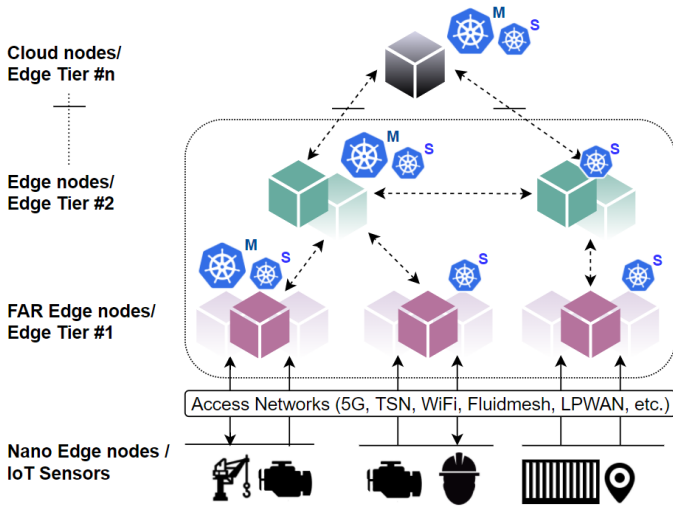 Cloud nodes/
Edge Tier #n
M
S
Edge nodes/
Edge Tier #2
M
S
S
FAR Edge nodes/
Edge Tier #1
M
S
S
S
Access Networks (5G, TSN, WiFi, Fluidmesh, LPWAN, etc.)
Nano Edge nodes /
IoT Sensors